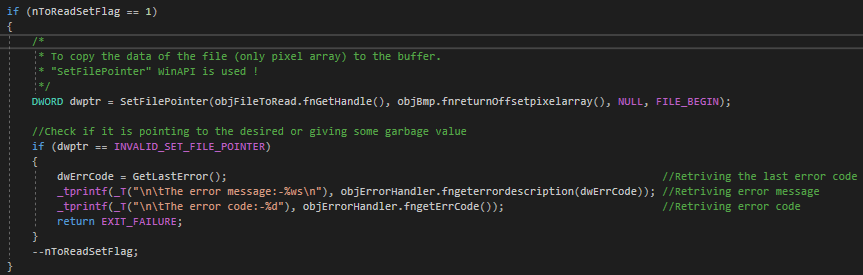 if (nToReadSetFlag == 1)
{
/*
* To copy the data of the file (only pixel array) to the buffer.
* "SetFilePointer" WinAPI is used !
*/
DWORD dwptr = SetFilePointer(objFileToRead.fnGetHandle(), objBmp.fnreturnOffsetpixelarray(), NULL, FILE_BEGIN);
//Check if it is pointing to the desired or giving some garbage value
if (dwptr == INVALID_SET_FILE_POINTER)
{
dwErrCode = GetLastError(); //Retriving the last error code
_tprintf(_T("\n\tThe error message:-%ws\n"), objErrorHandler.fngeterrordescription(dwErrCode)); //Retriving error message
_tprintf(_T("\n\tThe error code:-%d"), objErrorHandler.fngetErrCode()); //Retriving error code
return EXIT_FAILURE;
}
--nToReadSetFlag;
}